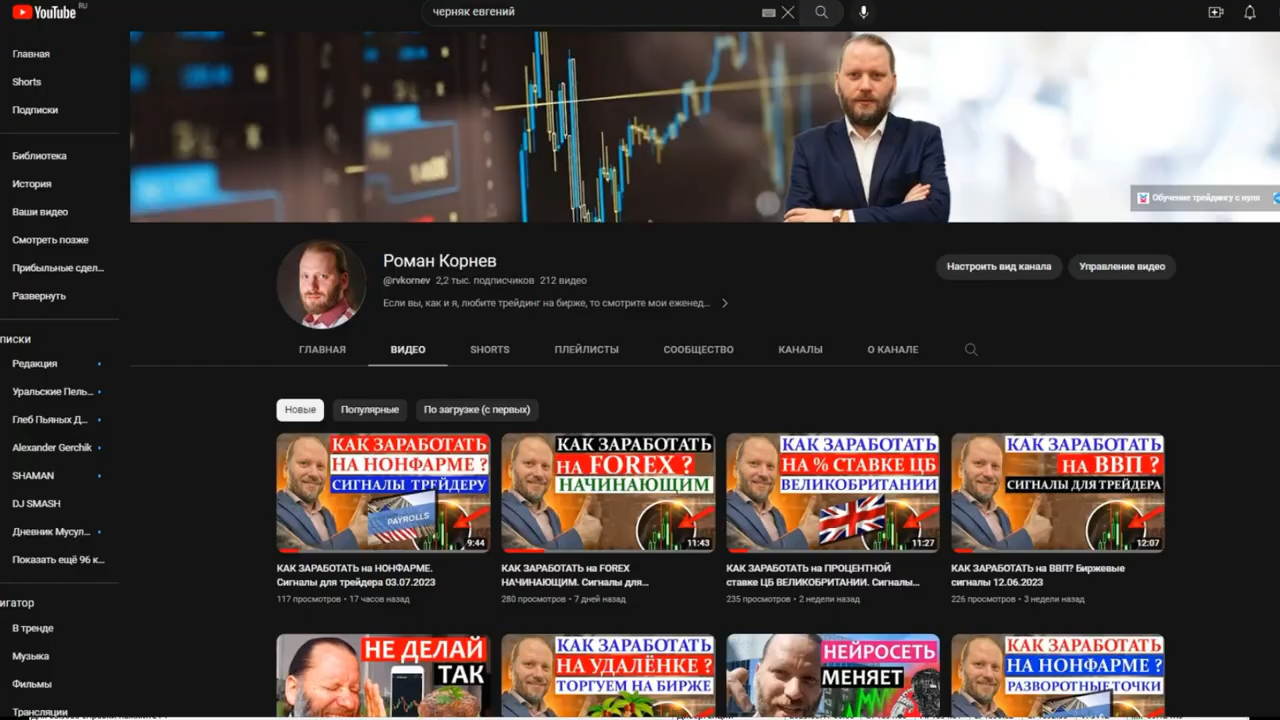 YouTube RU
черняк евгений
Главная
Shorts
Подписки
Библиотека
История
Ваши видео
Смотреть позже
Прибыльные сдел...
Развернуть
писки
Редакция
Уральские Пель...
Глеб Пьяных Д...
Alexander Gerchik
SHAMAN
DJ SMASH
Дневник Мусул...
Показать ещё 96 к...
игатор
В тренде
Музыка
Фильмы
Трансляции
Обучение трейдингу с нуля
Роман Корнев
@rvkornev 2,2 тыс. подписчиков 212 видео
Если вы, как и я, любите трейдинг на бирже, то смотрите мои еженед...
Настроить вид канала
Управление видео
ГЛАВНАЯ ВИДЕО SHORTS ПЛЕЙЛИСТЫ СООБЩЕСТВО КАНАЛЫ О КАНАЛЕ
Новые Популярные По загрузке (с первых)
КАК ЗАРАБОТАТЬ
НА НОНФАРМЕ ?
СИГНАЛЫ ТРЕЙДЕРУ
PAYROLLS
9:44
КАК ЗАРАБОТАТЬ на НОНФАРМЕ.
Сигналы для трейдера 03.07.2023
117 просмотров • 17 часов назад
КАК ЗАРАБОТАТЬ
НА FOREX ?
НАЧИНАЮЩИМ
11:43
КАК ЗАРАБОТАТЬ на FOREX
НАЧИНАЮЩИМ. Сигналы для...
280 просмотров • 7 дней назад
КАК ЗАРАБОТАТЬ
НА % СТАВКЕ ЦБ
ВЕЛИКОБРИТАНИИ
11:27
КАК ЗАРАБОТАТЬ на ПРОЦЕНТНОЙ
ставке ЦБ ВЕЛИКОБРИТАНИИ. Сигналы...
235 просмотров • 2 недели назад
КАК ЗАРАБОТАТЬ
НА ВВП ?
СИГНАЛЫ ДЛЯ ТРЕЙДЕРА
12:07
КАК ЗАРАБОТАТЬ на ВВП? Биржевые
сигналы 12.06.2023
226 просмотров • 3 недели назад
НЕ ДЕЛАЙ
ТАК
КАК ЗАРАБОТАТЬ
НА УДАЛЁНКЕ ?
ТОРГУЕМ НА БИРЖЕ
НЕЙРОСЕТЬ
МЕНЯЕТ
КАК ЗАРАБОТАТЬ
НА НОНФАРМЕ ?
РАЗВОРОТНЫЕ ТОЧКИ